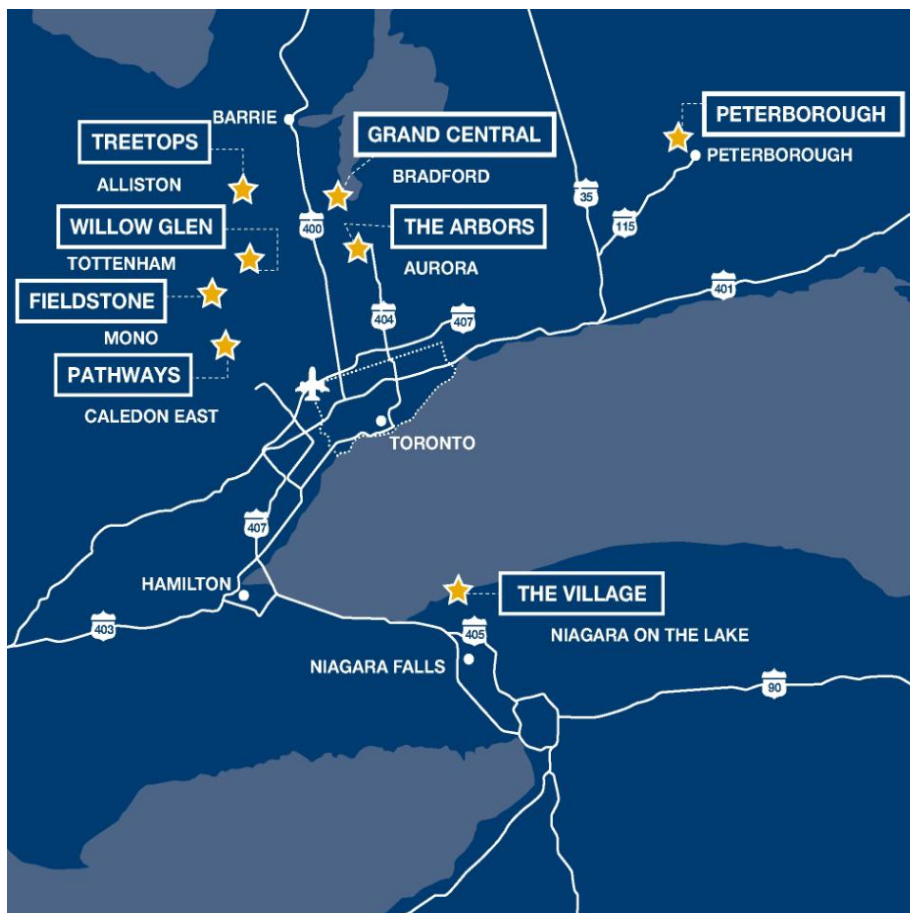 PETERBOROUGH
BARRIE
GRAND CENTRAL
TREETOPS
PETERBOROUGH
BRADFORD
ALLISTON
35
WILLOW GLEN
400
THE ARBORS
115
TOTTENHAM
AURORA
401
FIELDSTONE
404
407
MONO
PATHWAYS
CALEDON EAST
TORONTO
407
HAMILTON
THE VILLAGE
403
405
NIAGARA ON THE LAKE
NIAGARA FALLS
90